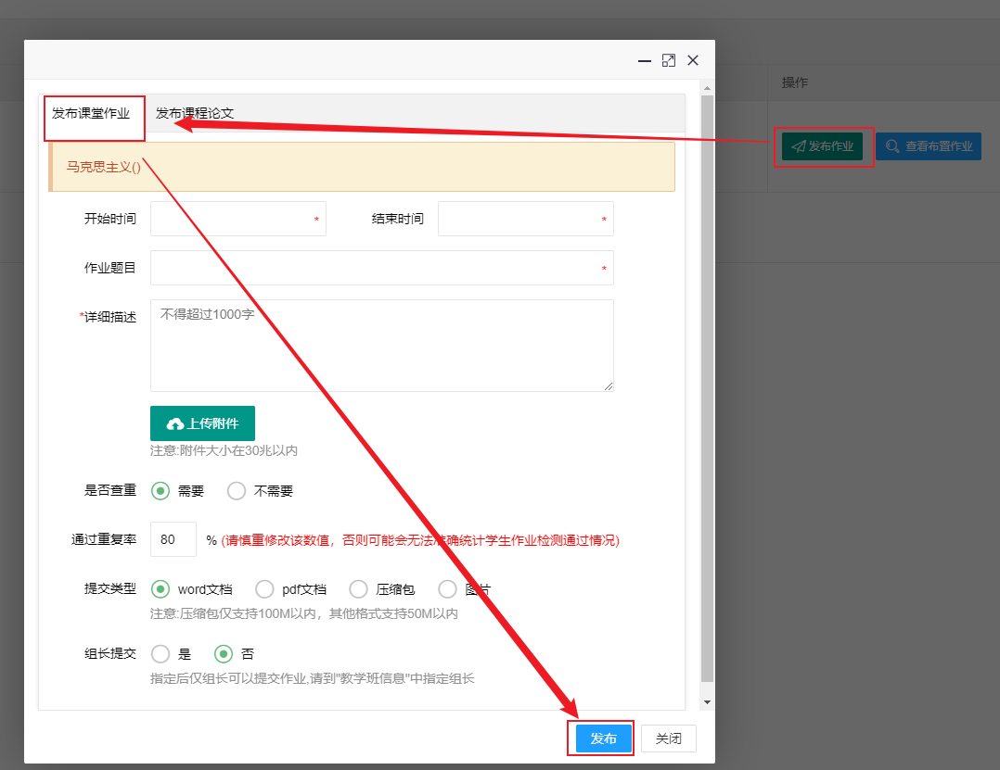 操作
发布作业 查看布置作业
发布课堂作业 发布课程论文
马克思主义()
开始时间 * 结束时间 *
作业题目 *
*详细描述 不得超过1000字
上传附件
注意:附件大小在30兆以内
是否查重 需要 不需要
通过重复率 80 % (请慎重修改该数值，否则可能会无法准确统计学生作业检测通过情况)
提交类型 word文档 pdf文档 压缩包 图片
注意:压缩包仅支持100M以内，其他格式支持50M以内
组长提交 是 否
指定后仅组长可以提交作业,请到"教学班信息"中指定组长
发布 关闭